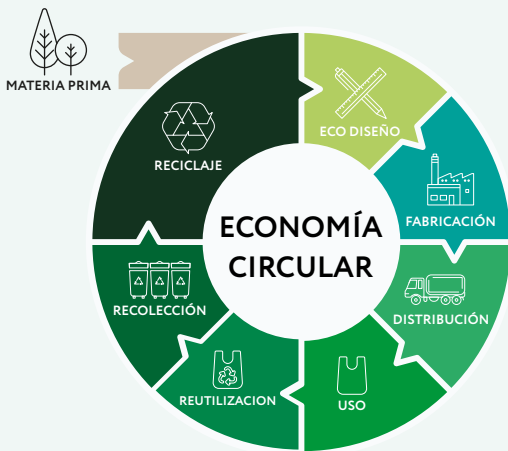 MATERIA PRIMA
RECICLAJE
ECO DISEÑO
FABRICACIÓN
DISTRIBUCIÓN
USO
REUTILIZACION
RECOLECCIÓN
ECONOMÍA
CIRCULAR